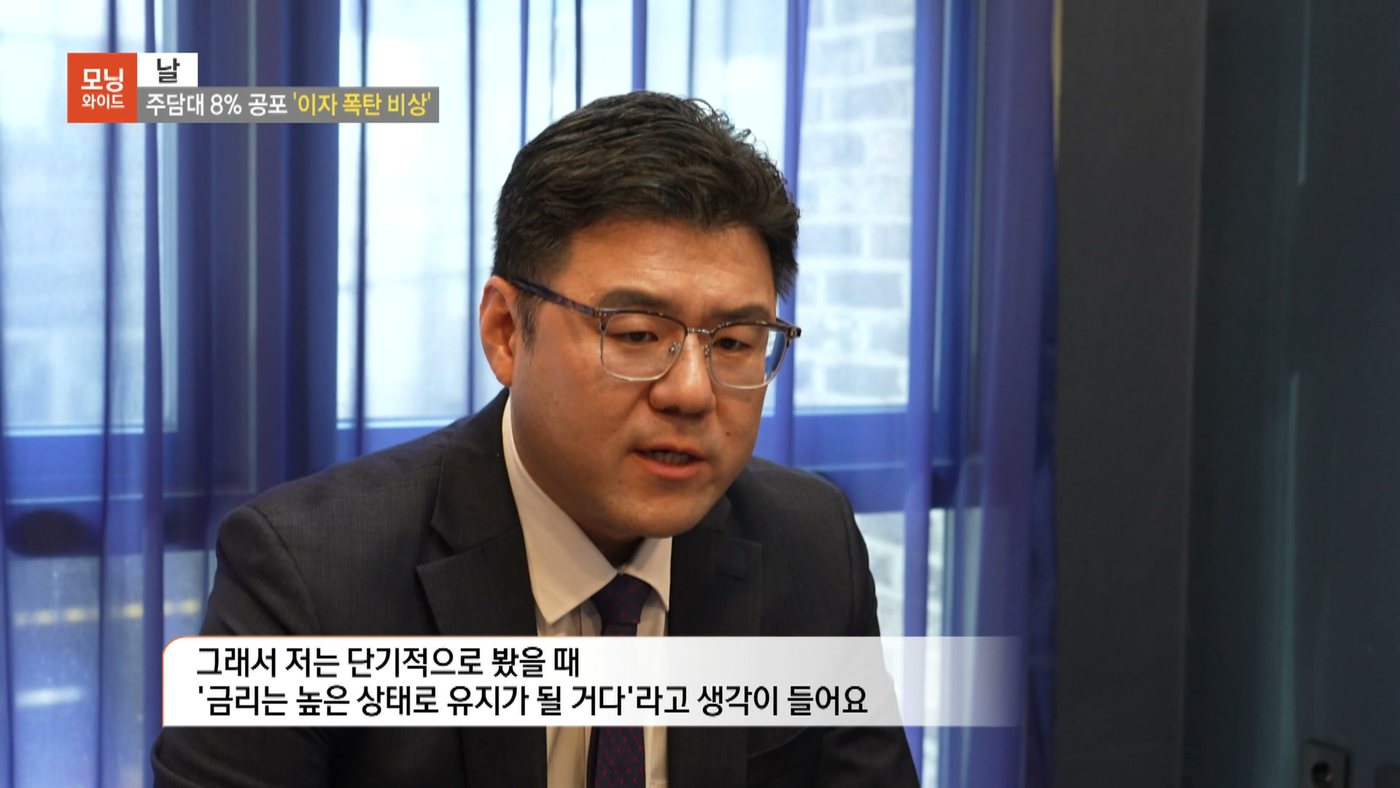 모닝
와이드
날
주담대 8% 공포 '이자 폭탄 비상'
그래서 저는 단기적으로 봤을 때
'금리는 높은 상태로 유지가 될 거다'라고 생각이 들어요